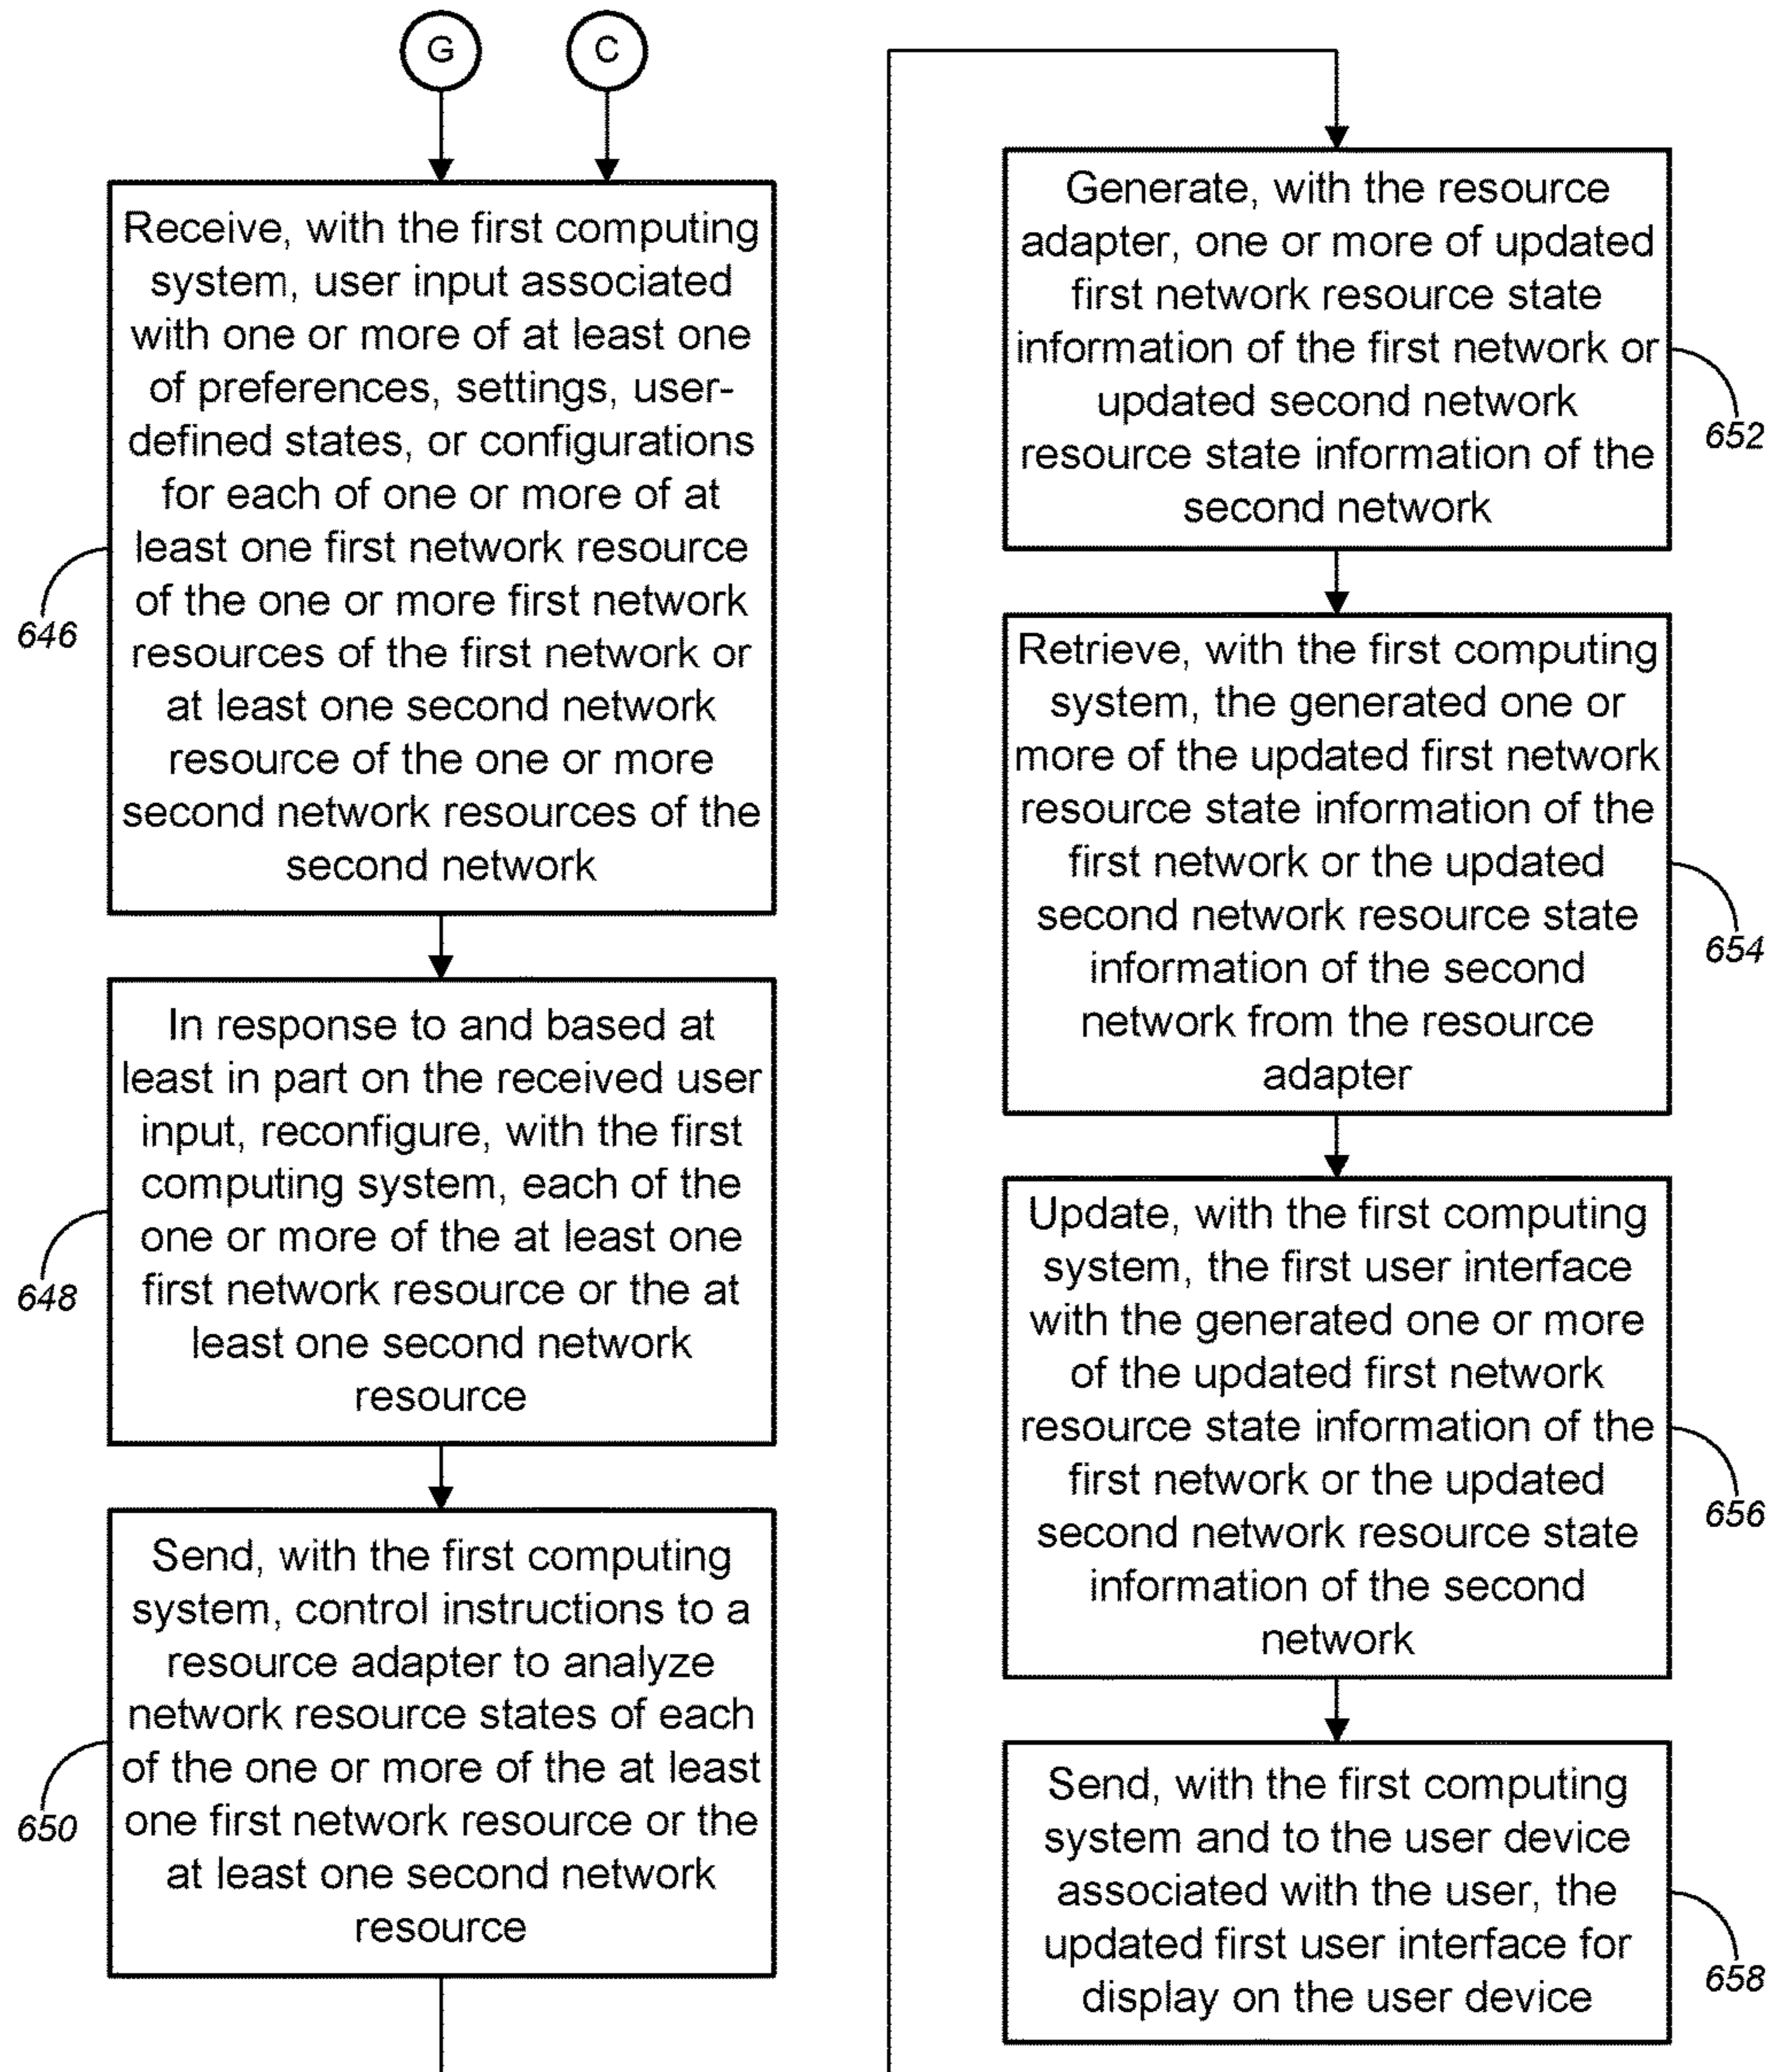 G
C
Receive, with the first computing
system, user input associated
with one or more of at least one
of preferences, settings, user-
defined states, or configurations
for each of one or more of at
least one first network resource
of the one or more first network
resources of the first network or
at least one second network
resource of the one or more
second network resources of the
second network
646
In response to and based at
least in part on the received user
input, reconfigure, with the first
computing system, each of the
one or more of the at least one
first network resource or the at
least one second network
resource
648
Send, with the first computing
system, control instructions to a
resource adapter to analyze
network resource states of each
of the one or more of the at least
one first network resource or the
at least one second network
resource
650
Generate, with the resource
adapter, one or more of updated
first network resource state
information of the first network or
updated second network
resource state information of the
second network
652
Retrieve, with the first computing
system, the generated one or
more of the updated first network
resource state information of the
first network or the updated
second network resource state
information of the second
network from the resource
adapter
654
Update, with the first computing
system, the first user interface
with the generated one or more
of the updated first network
resource state information of the
first network or the updated
second network resource state
information of the second
network
656
Send, with the first computing
system and to the user device
associated with the user, the
updated first user interface for
display on the user device
658